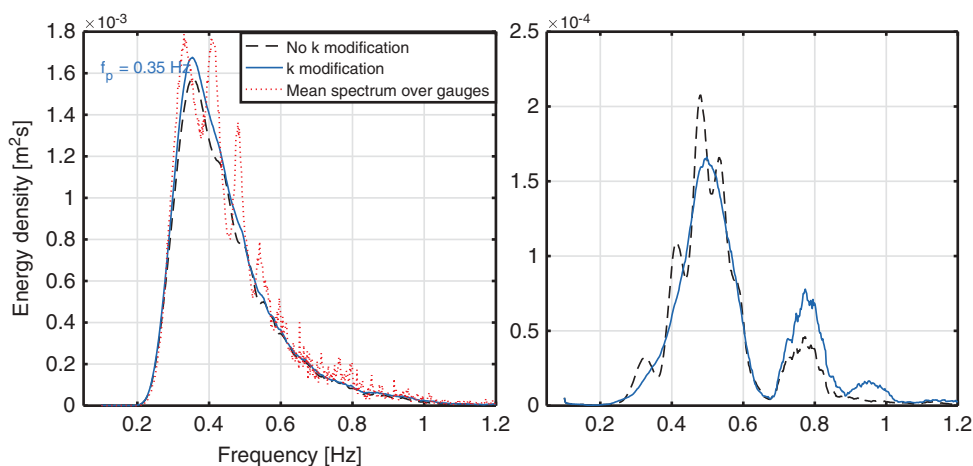 ×10⁻³
1.8
1.6
1.4
1.2
1
0.8
0.6
0.4
0.2
0
0.2 0.4 0.6 0.8 1 1.2
Energy density [m²s]
Frequency [Hz]
f_p = 0.35 Hz
No k modification
k modification
Mean spectrum over gauges
×10⁻⁴
2.5
2
1.5
1
0.5
0
0.2 0.4 0.6 0.8 1 1.2